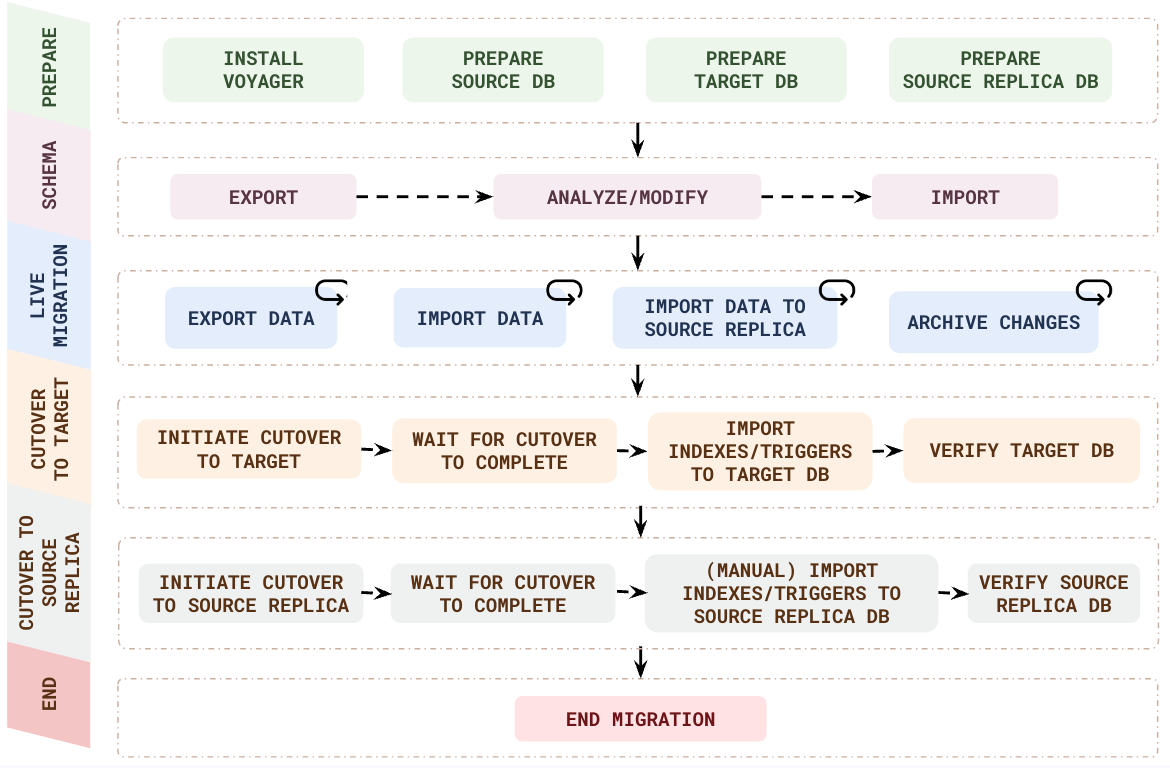 PREPARE
INSTALL
VOYAGER
PREPARE
SOURCE DB
PREPARE
TARGET DB
PREPARE
SOURCE REPLICA DB
SCHEMA
EXPORT
ANALYZE/MODIFY
IMPORT
LIVE
MIGRATION
EXPORT DATA
IMPORT DATA
IMPORT DATA TO
SOURCE REPLICA
ARCHIVE CHANGES
CUTOVER
TO TARGET
INITIATE CUTOVER
TO TARGET
WAIT FOR CUTOVER
TO COMPLETE
IMPORT
INDEXES/TRIGGERS
TO TARGET DB
VERIFY TARGET DB
CUTOVER TO
SOURCE
REPLICA
INITIATE CUTOVER
TO SOURCE REPLICA
WAIT FOR CUTOVER
TO COMPLETE
(MANUAL) IMPORT
INDEXES/TRIGGERS TO
SOURCE REPLICA DB
VERIFY SOURCE
REPLICA DB
END
END MIGRATION